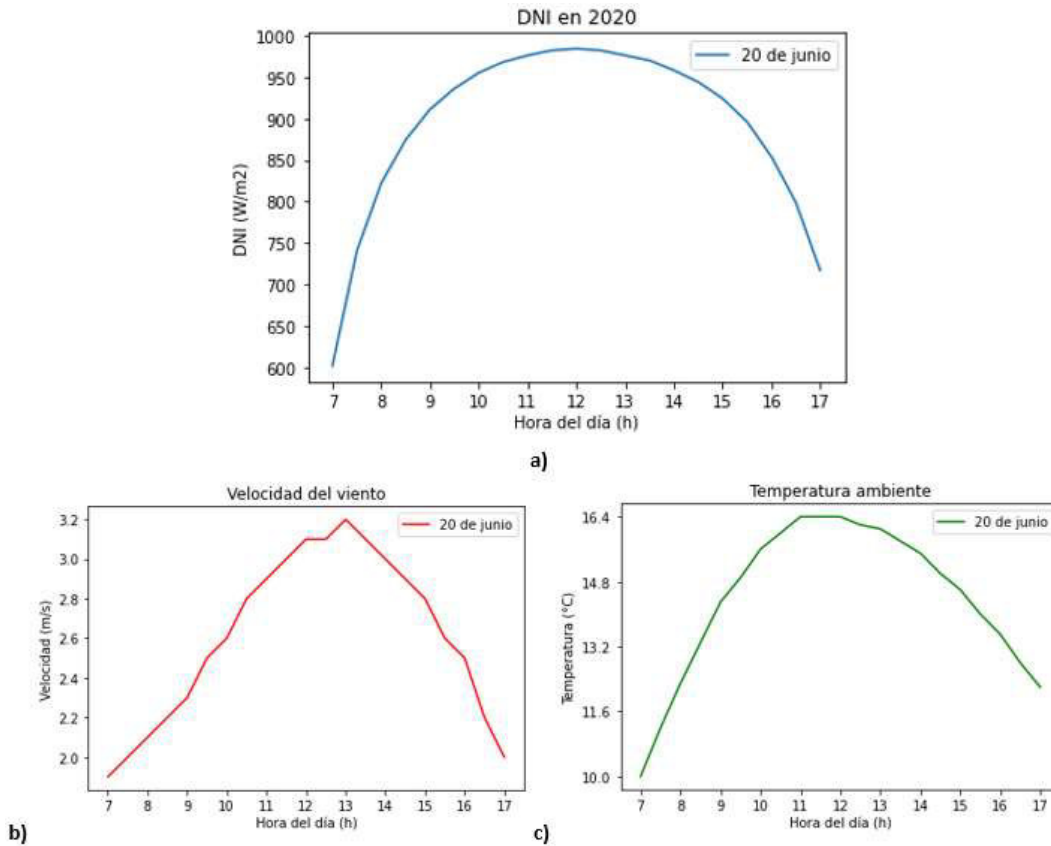 DNI en 2020
20 de junio
DNI (W/m2)
1000
950
900
850
800
750
700
650
600
7 8 9 10 11 12 13 14 15 16 17
Hora del día (h)
a)
Velocidad del viento
20 de junio
Velocidad (m/s)
3.2
3.0
2.8
2.6
2.4
2.2
2.0
7 8 9 10 11 12 13 14 15 16 17
Hora del día (h)
b)
Temperatura ambiente
20 de junio
Temperatura (°C)
16.4
14.8
13.2
11.6
10.0
7 8 9 10 11 12 13 14 15 16 17
Hora del día (h)
c)